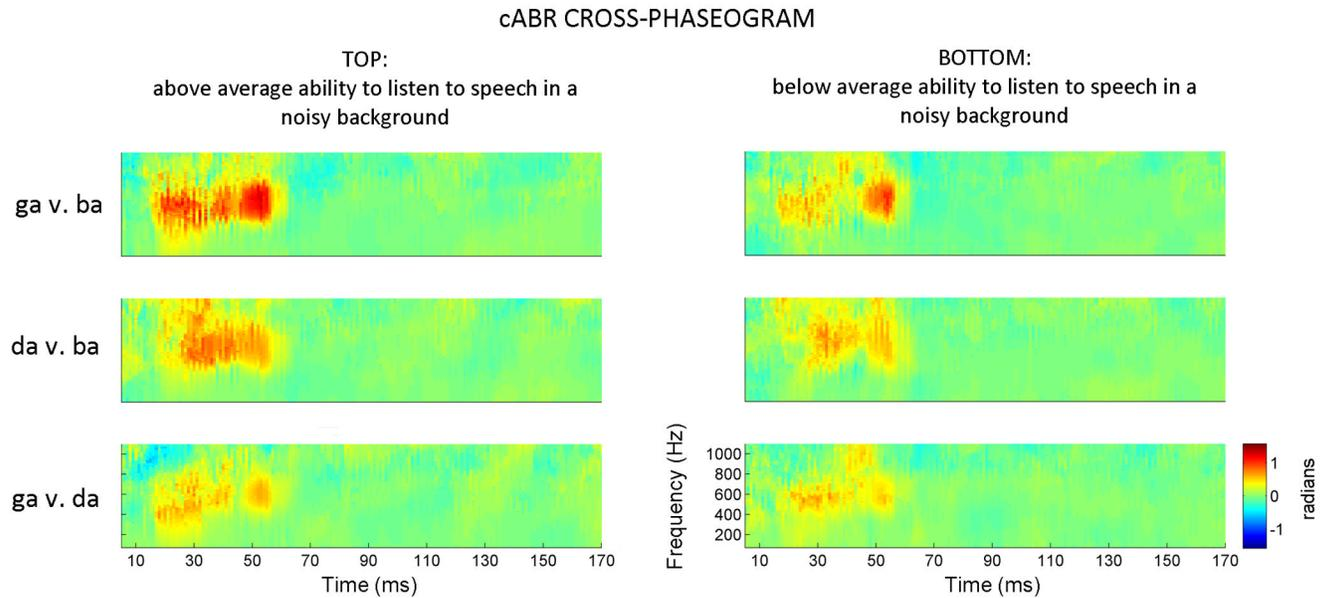 cABR CROSS-PHASEOGRAM
TOP:
above average ability to listen to speech in a
noisy background
BOTTOM:
below average ability to listen to speech in a
noisy background
ga v. ba
da v. ba
ga v. da
10 30 50 70 90 110 130 150 170
Time (ms)
Frequency (Hz)
1000
800
600
400
200
10 30 50 70 90 110 130 150 170
Time (ms)
1
0
-1
radians